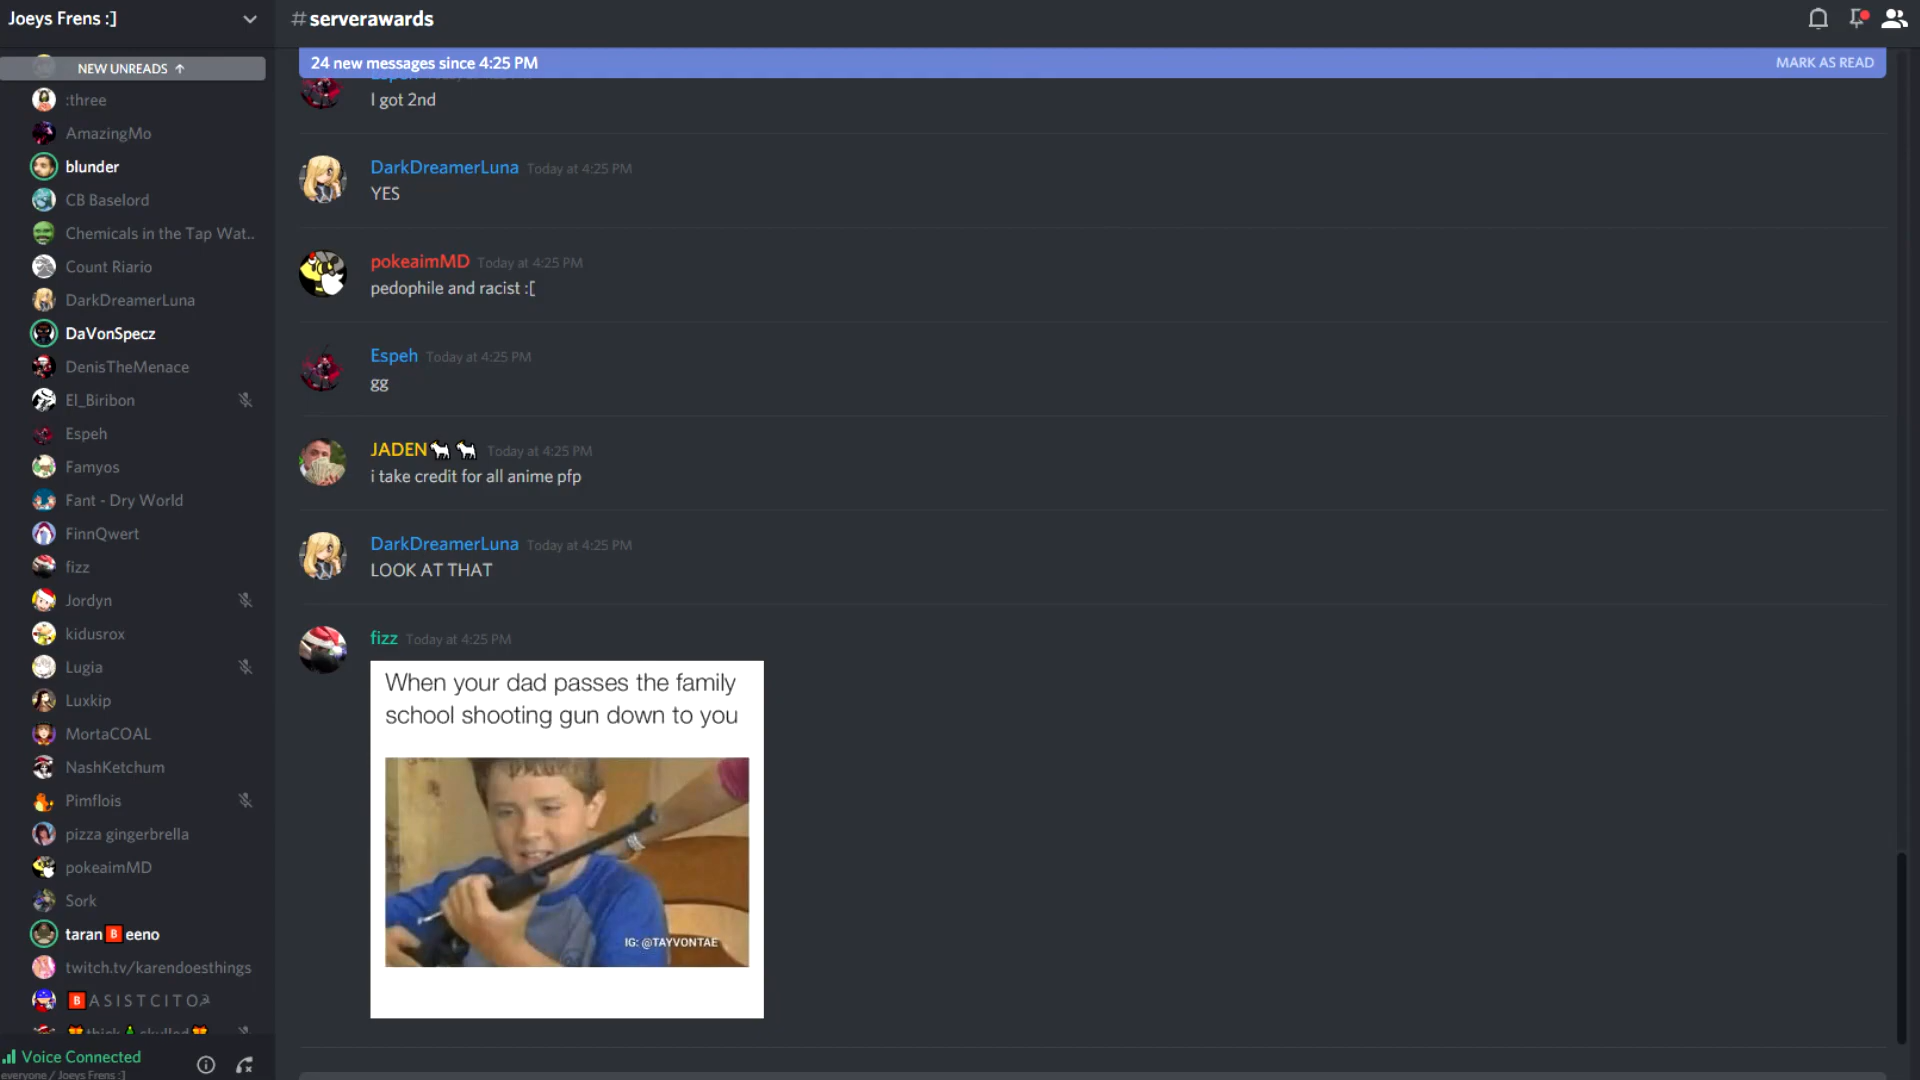 Joeys Frens :]
NEW UNREADS ↑
:three
AmazingMo
blunder
CB Baselord
Chemicals in the Tap Wat..
Count Riario
DarkDreamerLuna
DaVonSpecz
DenisTheMenace
El_Biribon
Espeh
Famyos
Fant - Dry World
FinnQwert
fizz
Jordyn
kidusrox
Lugia
Luxkip
MortaCOAL
NashKetchum
Pimflois
pizza gingerbrella
pokeaimMD
Sork
taran🅱eeno
twitch.tv/karendoesthings
🅱A S I S T C I T O☭
Voice Connected
everyone / Joeys Frens :]
#serverawards
24 new messages since 4:25 PM MARK AS READ
I got 2nd
DarkDreamerLuna Today at 4:25 PM
YES
pokeaimMD Today at 4:25 PM
pedophile and racist :[
Espeh Today at 4:25 PM
gg
JADEN🐐🐐 Today at 4:25 PM
i take credit for all anime pfp
DarkDreamerLuna Today at 4:25 PM
LOOK AT THAT
fizz Today at 4:25 PM
When your dad passes the family
school shooting gun down to you
IG: @TAYVONTAE